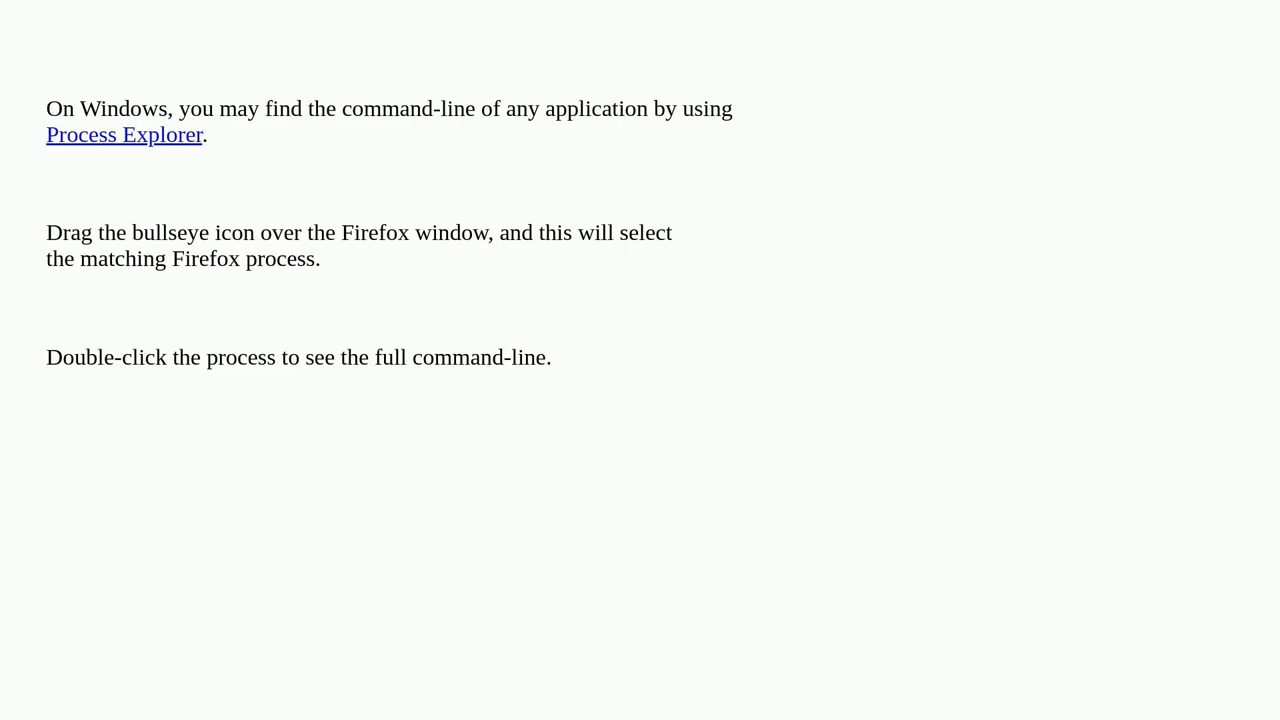 On Windows, you may find the command-line of any application by using
Process Explorer.
Drag the bullseye icon over the Firefox window, and this will select
the matching Firefox process.
Double-click the process to see the full command-line.